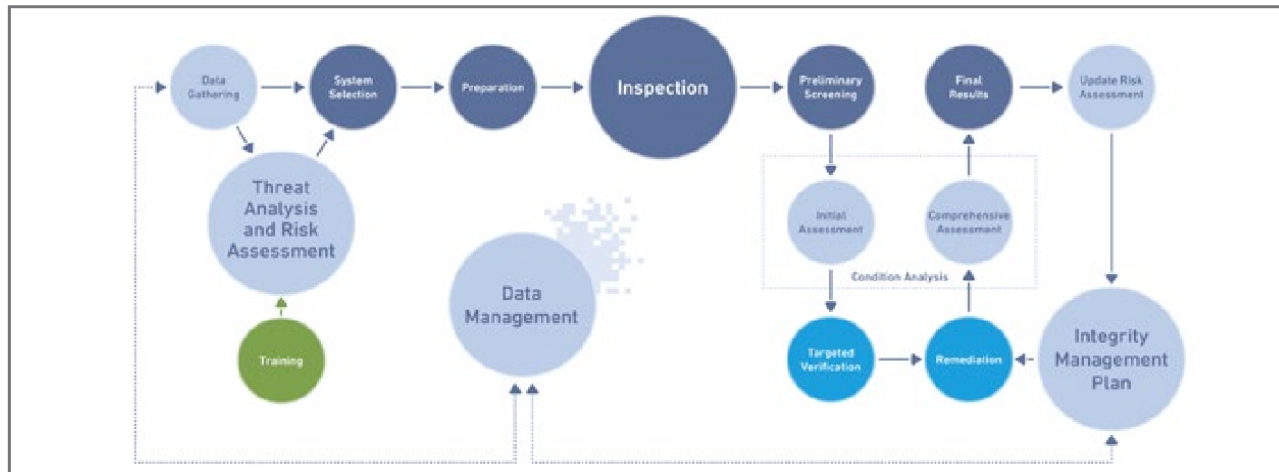 Data
Gathering
System
Selection
Preparation
Inspection
Preliminary
Screening
Final
Results
Update Risk
Assessment
Threat
Analysis
and Risk
Assessment
Initial
Assessment
Comprehensive
Assessment
Condition Analysis
Data
Management
Training
Targeted
Verification
Remediation
Integrity
Management
Plan